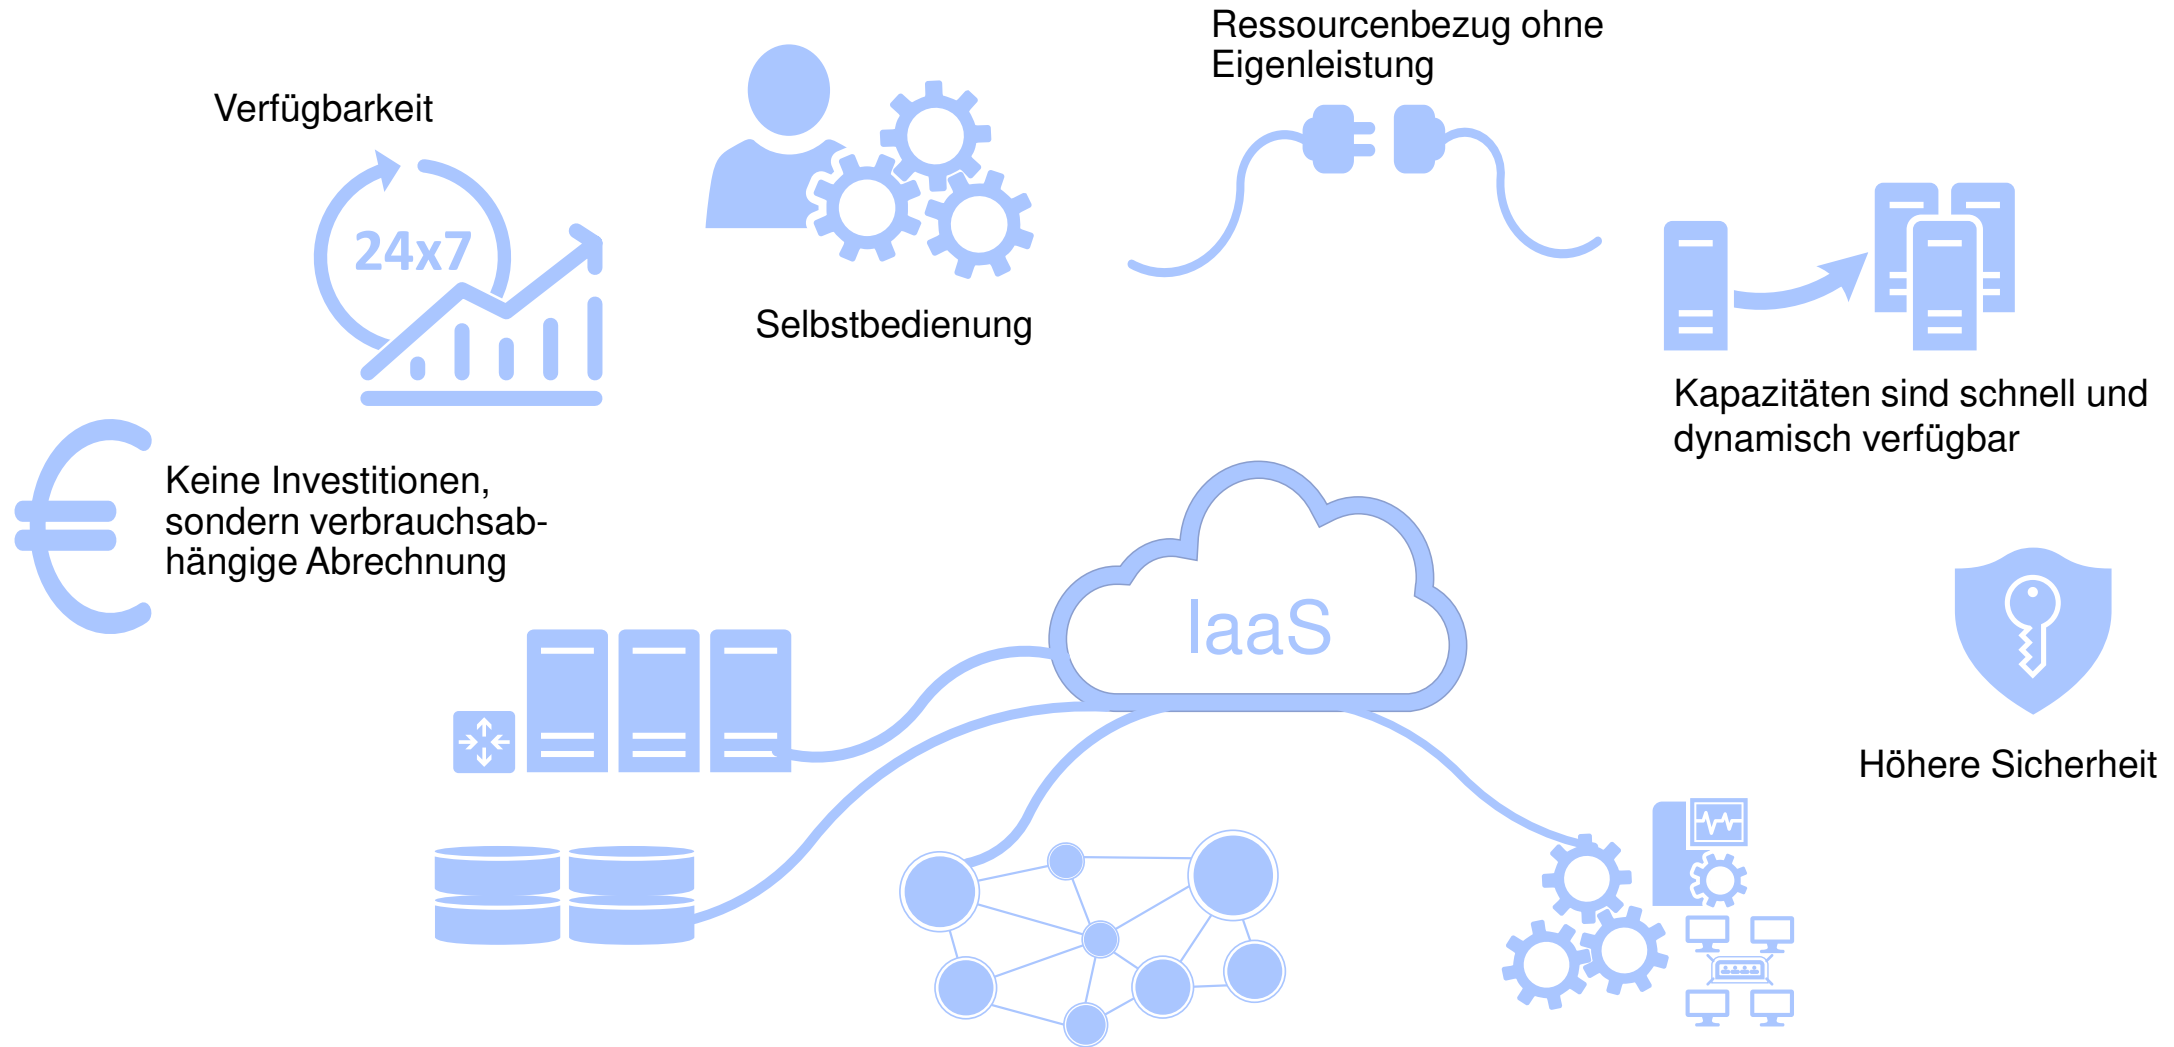 Ressourcenbezug ohne
Eigenleistung
Verfügbarkeit
24x7
Selbstbedienung
Kapazitäten sind schnell und
dynamisch verfügbar
Keine Investitionen,
sondern verbrauchsab-
hängige Abrechnung
IaaS
Höhere Sicherheit